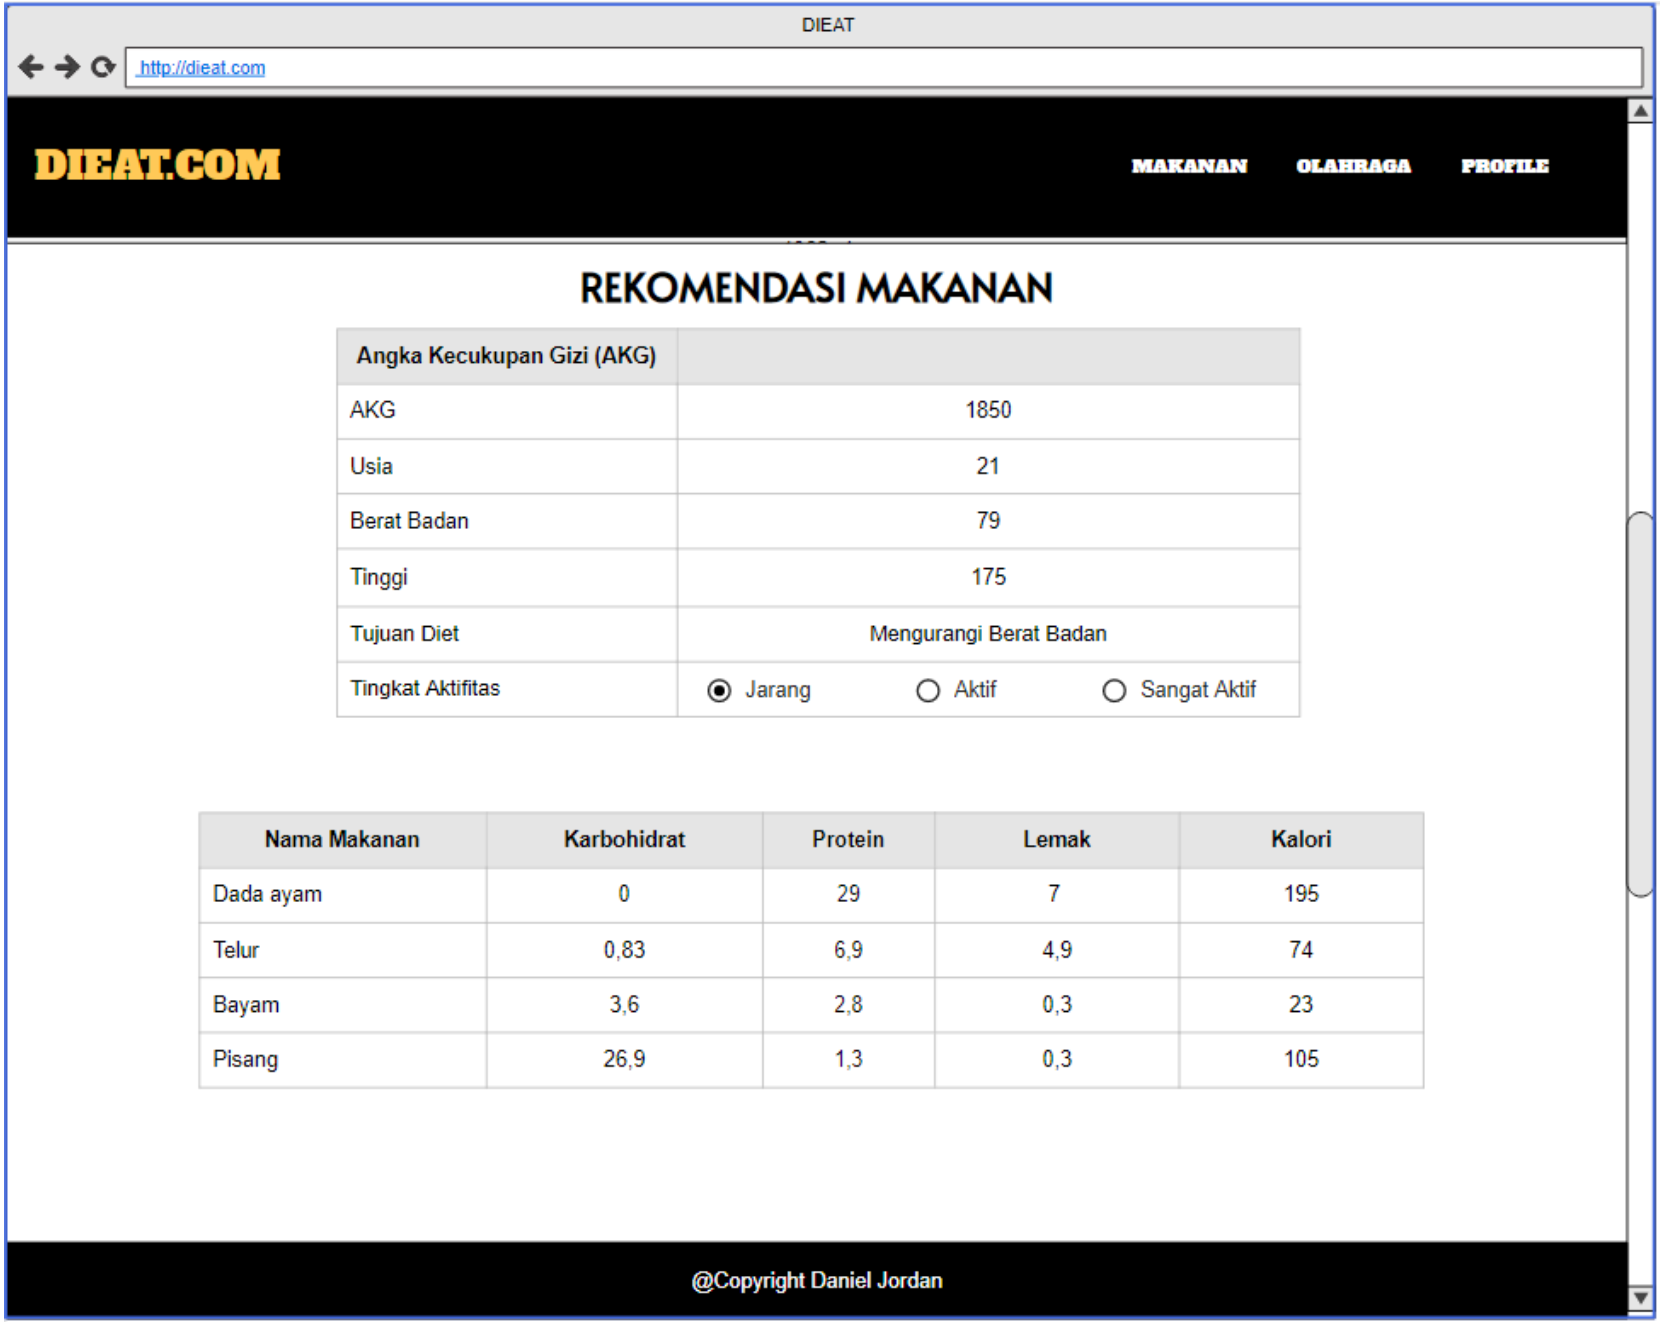 DIEAT
http://dieat.com
DIEAT.COM MAKANAN OLAHRAGA PROFILE
REKOMENDASI MAKANAN
Angka Kecukupan Gizi (AKG)
AKG 1850
Usia 21
Berat Badan 79
Tinggi 175
Tujuan Diet Mengurangi Berat Badan
Tingkat Aktifitas Jarang Aktif Sangat Aktif
Nama Makanan Karbohidrat Protein Lemak Kalori
Dada ayam 0 29 7 195
Telur 0,83 6,9 4,9 74
Bayam 3,6 2,8 0,3 23
Pisang 26,9 1,3 0,3 105
@Copyright Daniel Jordan